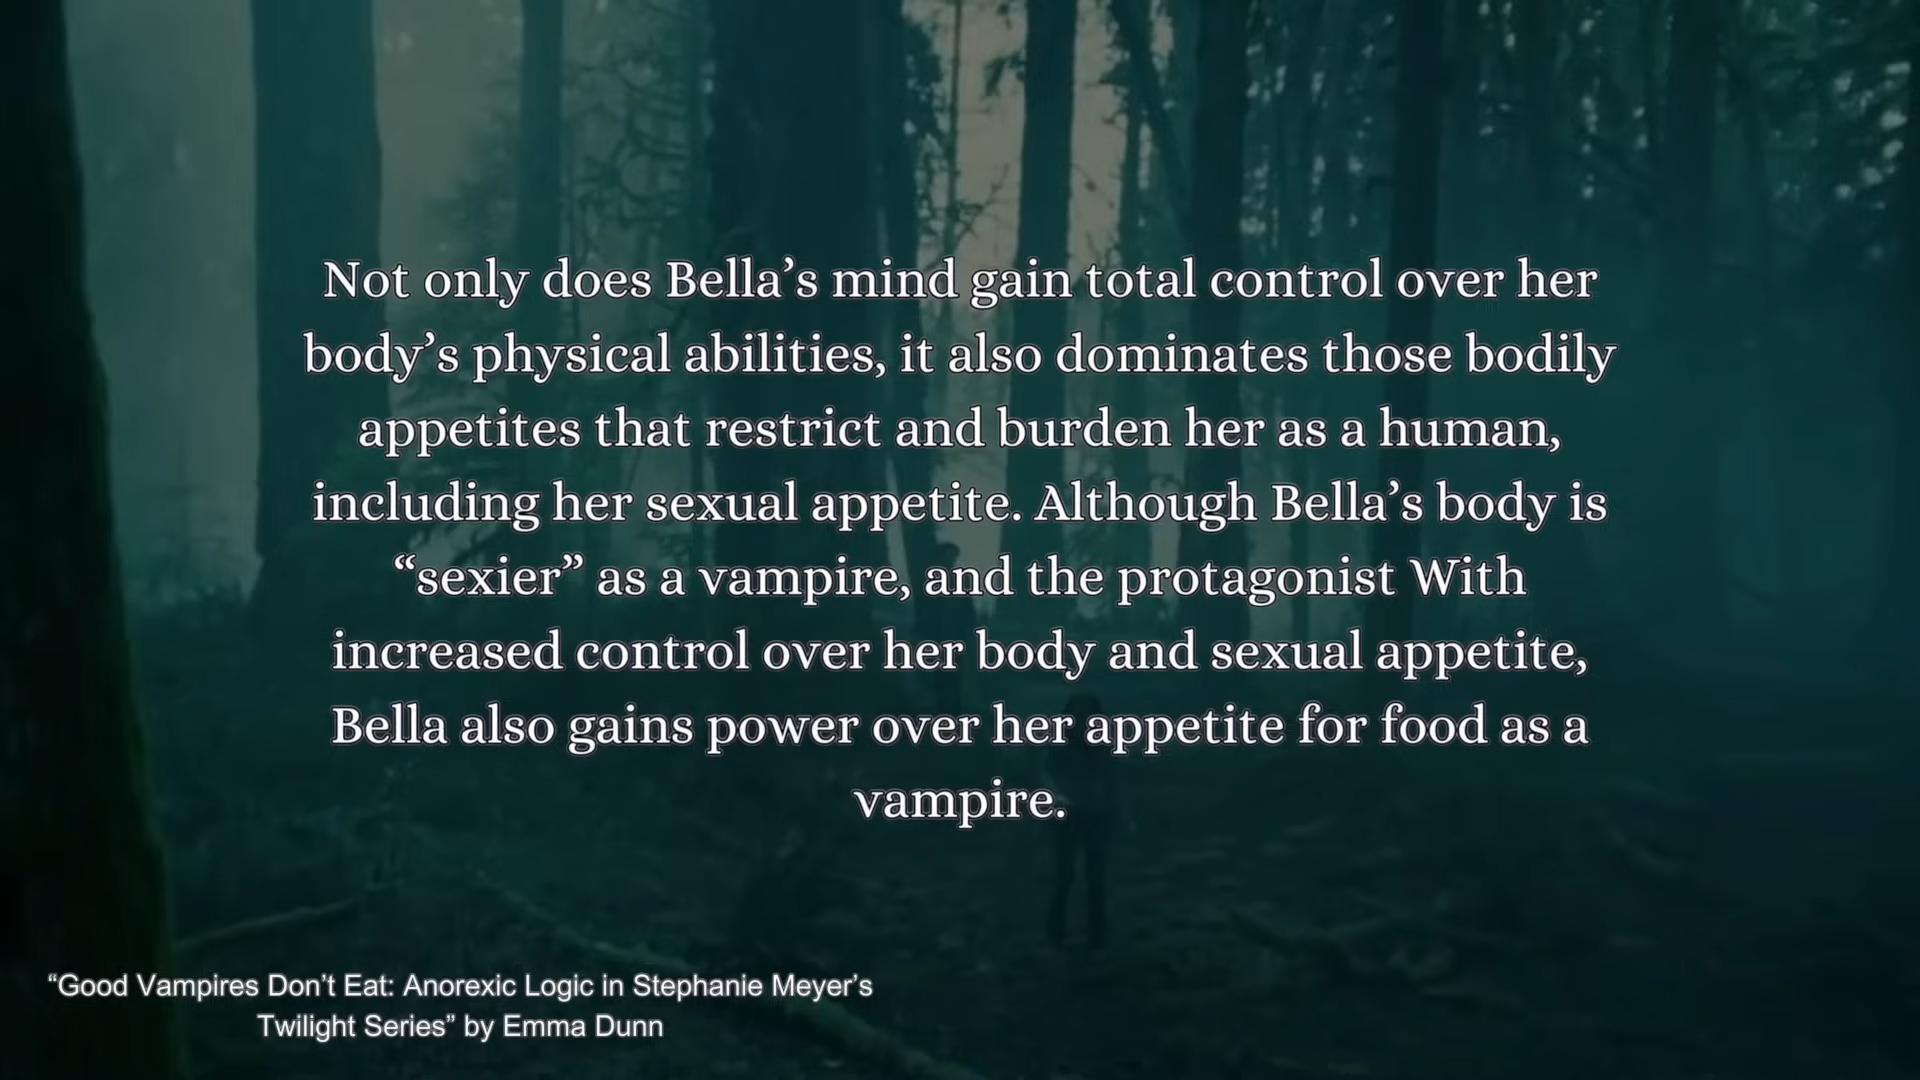 Not only does Bella’s mind gain total control over her
body’s physical abilities, it also dominates those bodily
appetites that restrict and burden her as a human,
including her sexual appetite. Although Bella’s body is
“sexier” as a vampire, and the protagonist With
increased control over her body and sexual appetite,
Bella also gains power over her appetite for food as a
vampire.
“Good Vampires Don’t Eat: Anorexic Logic in Stephanie Meyer’s
Twilight Series” by Emma Dunn